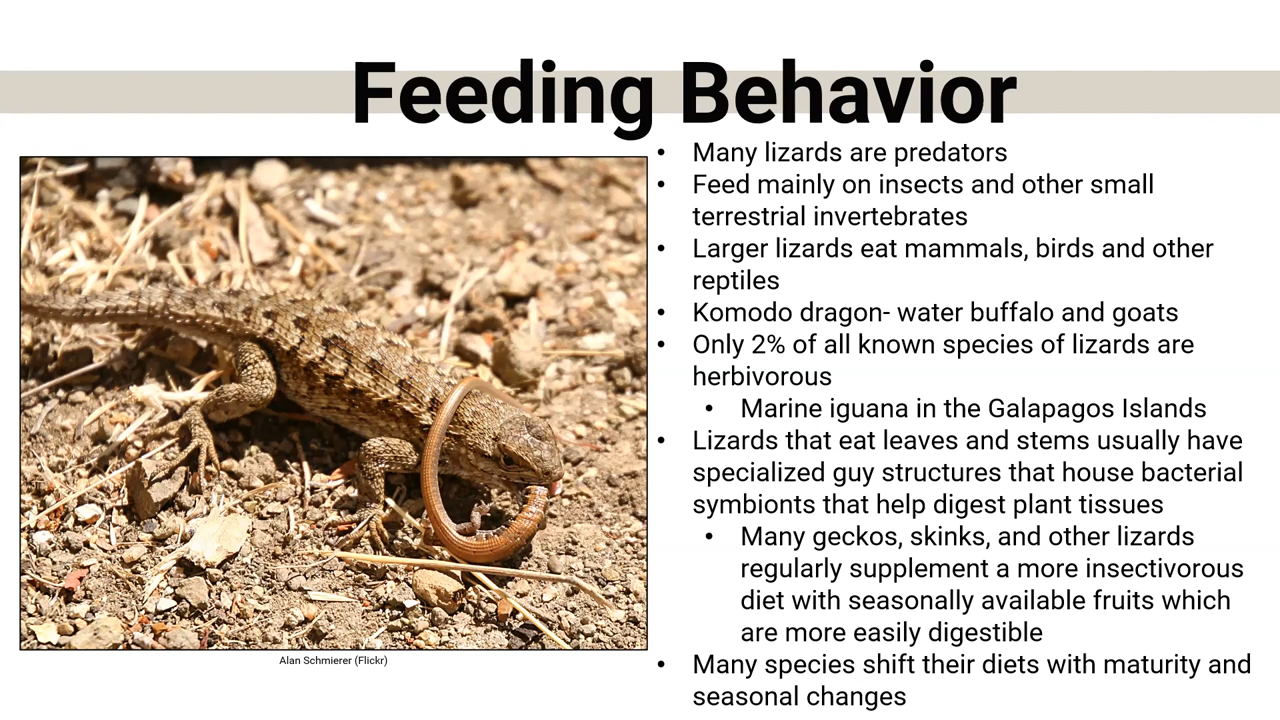 Feeding Behavior
• Many lizards are predators
• Feed mainly on insects and other small
terrestrial invertebrates
• Larger lizards eat mammals, birds and other
reptiles
• Komodo dragon- water buffalo and goats
• Only 2% of all known species of lizards are
herbivorous
• Marine iguana in the Galapagos Islands
• Lizards that eat leaves and stems usually have
specialized guy structures that house bacterial
symbionts that help digest plant tissues
• Many geckos, skinks, and other lizards
regularly supplement a more insectivorous
diet with seasonally available fruits which
are more easily digestible
• Many species shift their diets with maturity and
seasonal changes
Alan Schmierer (Flickr)